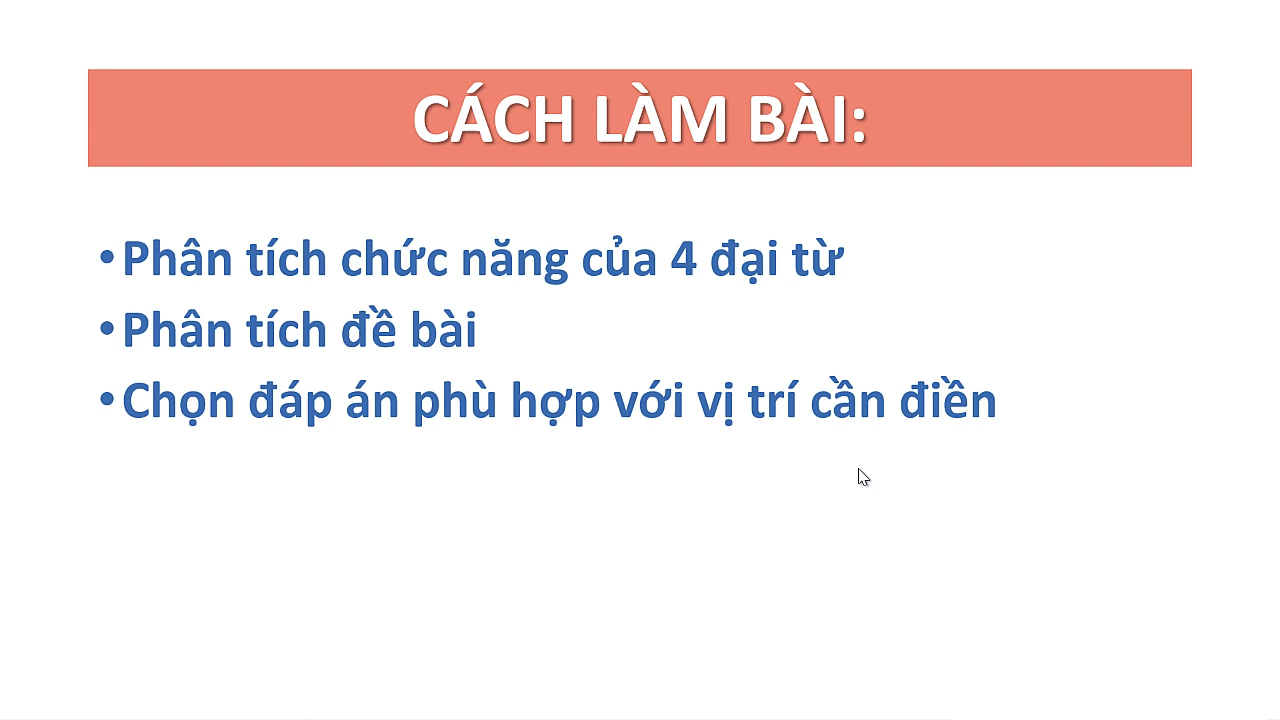 CÁCH LÀM BÀI:
•Phân tích chức năng của 4 đại từ
•Phân tích đề bài
•Chọn đáp án phù hợp với vị trí cần điền